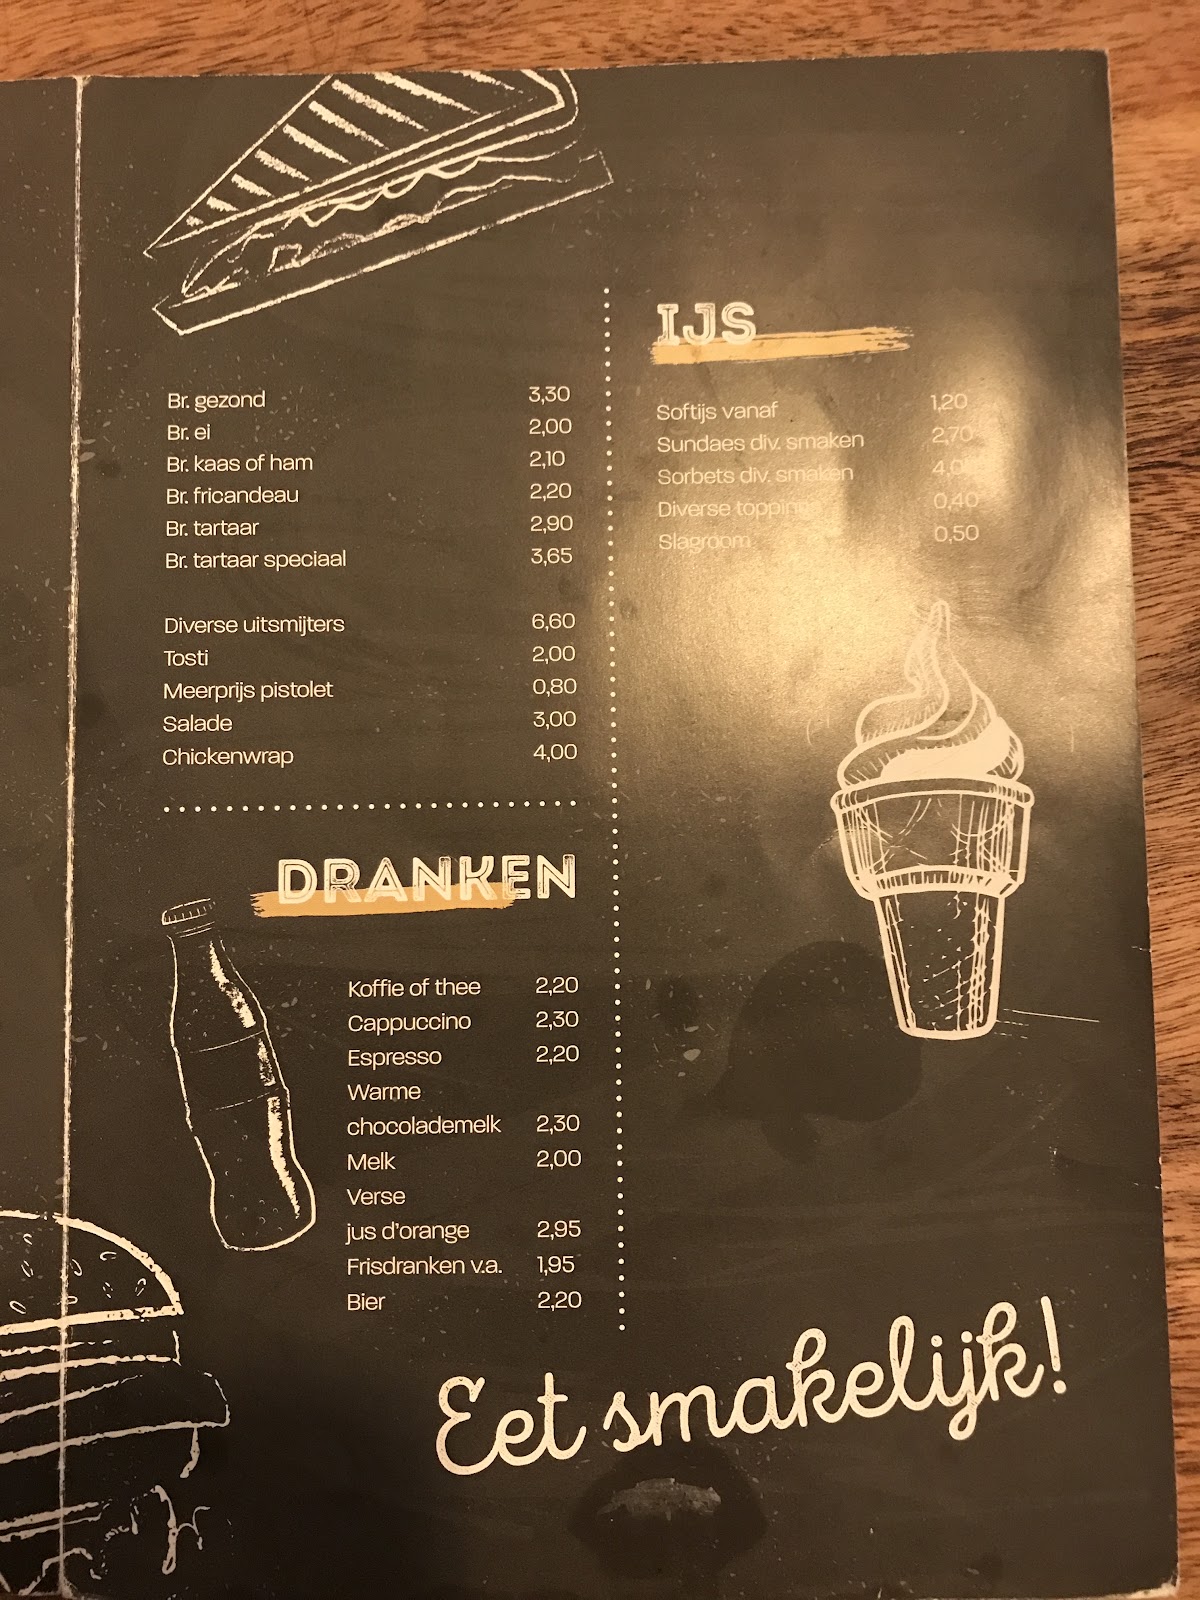 Br. gezond 3,30
Br. ei 2,00
Br. kaas of ham 2,10
Br. fricandeau 2,20
Br. tartaar 2,90
Br. tartaar speciaal 3,65
Diverse uitsmijters 6,60
Tosti 2,00
Meerprijs pistolet 0,80
Salade 3,00
Chickenwrap 4,00
DRANKEN
Koffie of thee 2,20
Cappuccino 2,30
Espresso 2,20
Warme
chocolademelk 2,30
Melk 2,00
Verse
jus d'orange 2,95
Frisdranken v.a. 1,95
Bier 2,20
IJS
Softijs vanaf 1,20
Sundaes div. smaken 2,70
Sorbets div. smaken
Diverse 0,40
Slagroom 0,50
Eet smakelijk!